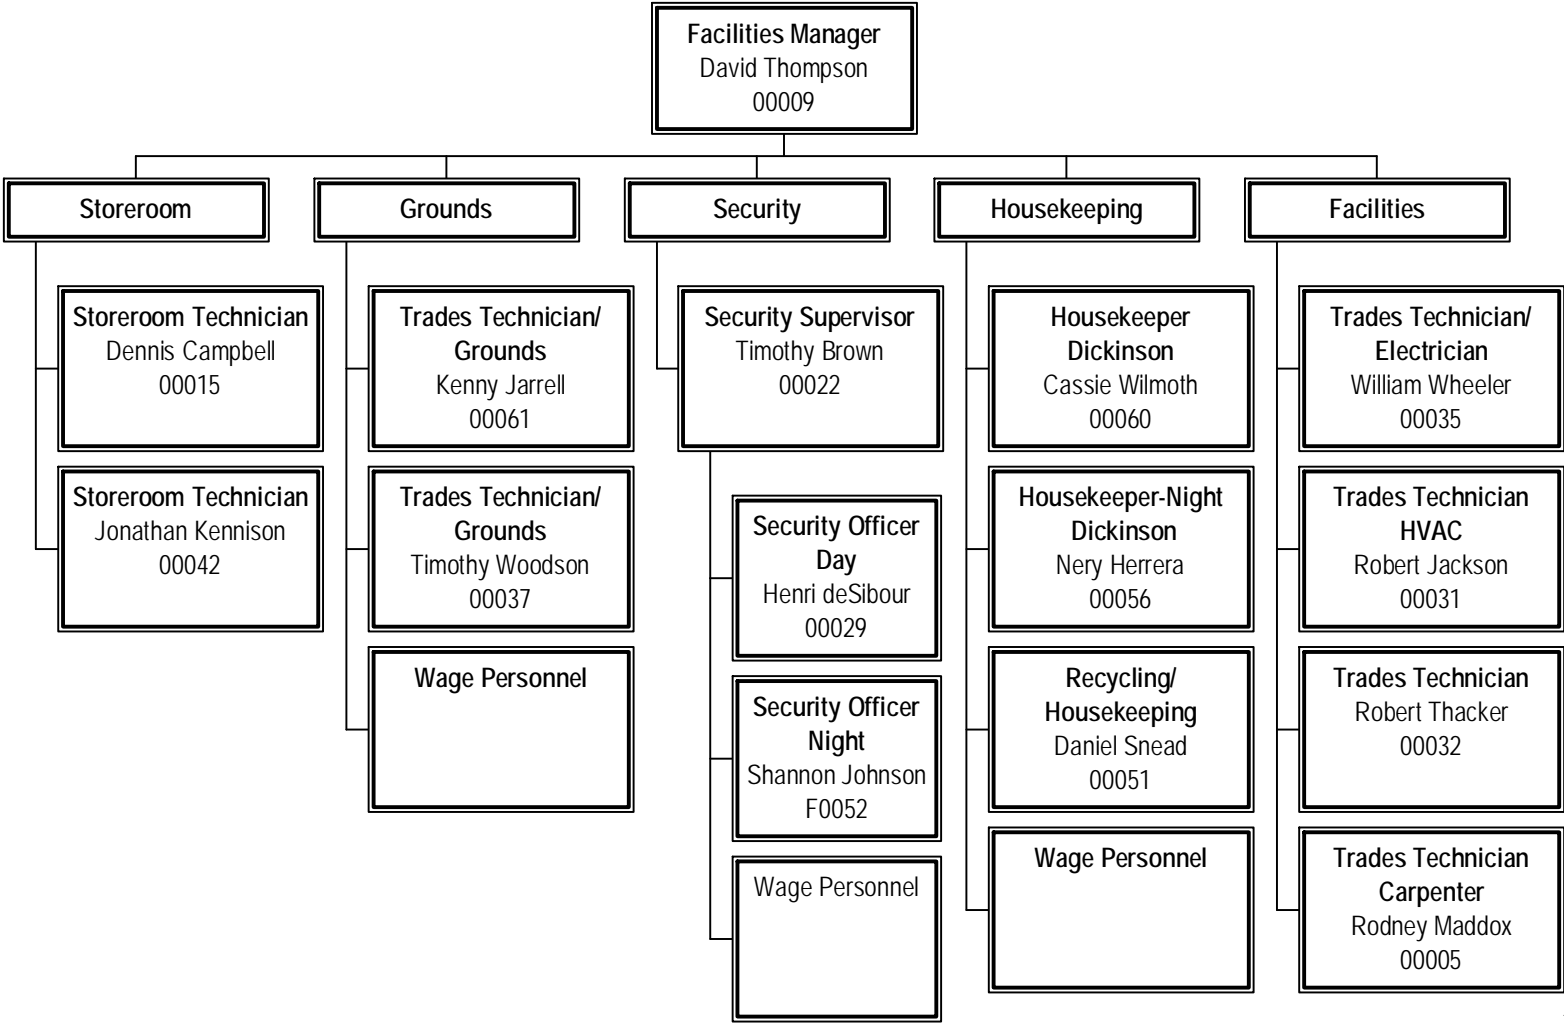 Facilities Manager
David Thompson
00009
Storeroom
Grounds
Security
Housekeeping
Facilities
Storeroom Technician
Dennis Campbell
00015
Storeroom Technician
Jonathan Kennison
00042
Trades Technician/
Grounds
Kenny Jarrell
00061
Trades Technician/
Grounds
Timothy Woodson
00037
Wage Personnel
Security Supervisor
Timothy Brown
00022
Security Officer
Day
Henri deSibour
00029
Security Officer
Night
Shannon Johnson
F0052
Wage Personnel
Housekeeper
Dickinson
Cassie Wilmoth
00060
Housekeeper-Night
Dickinson
Nery Herrera
00056
Recycling/
Housekeeping
Daniel Snead
00051
Wage Personnel
Trades Technician/
Electrician
William Wheeler
00035
Trades Technician
HVAC
Robert Jackson
00031
Trades Technician
Robert Thacker
00032
Trades Technician
Carpenter
Rodney Maddox
00005